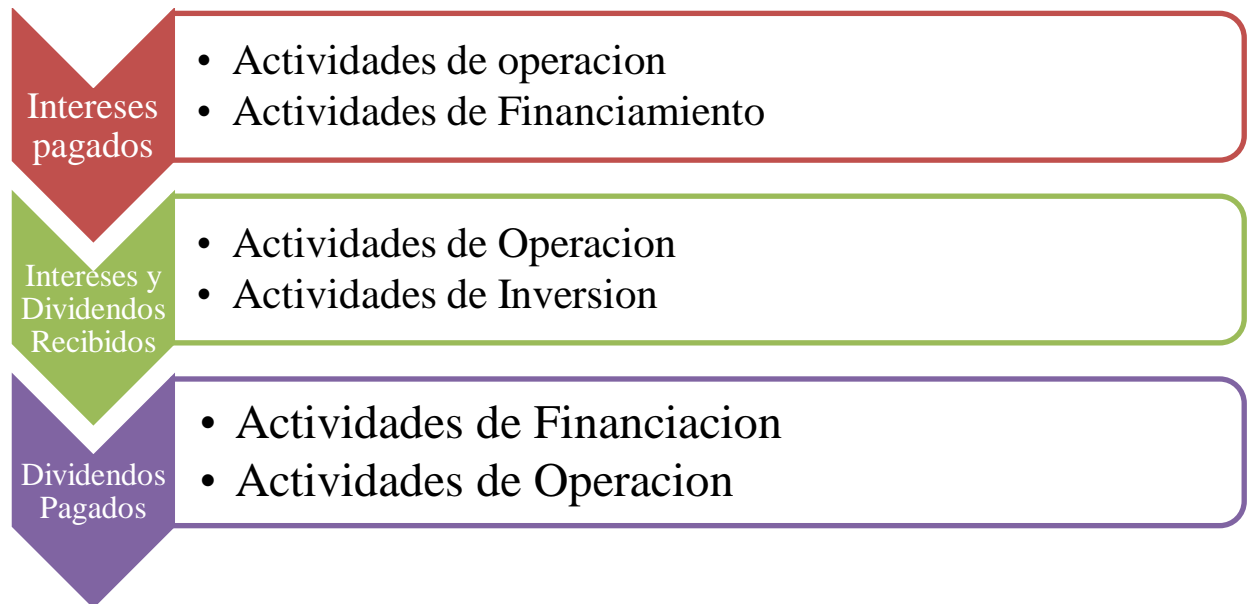 Intereses
pagados
• Actividades de operacion
• Actividades de Financiamiento
Intereses y
Dividendos
Recibidos
• Actividades de Operacion
• Actividades de Inversion
Dividendos
Pagados
• Actividades de Financiacion
• Actividades de Operacion